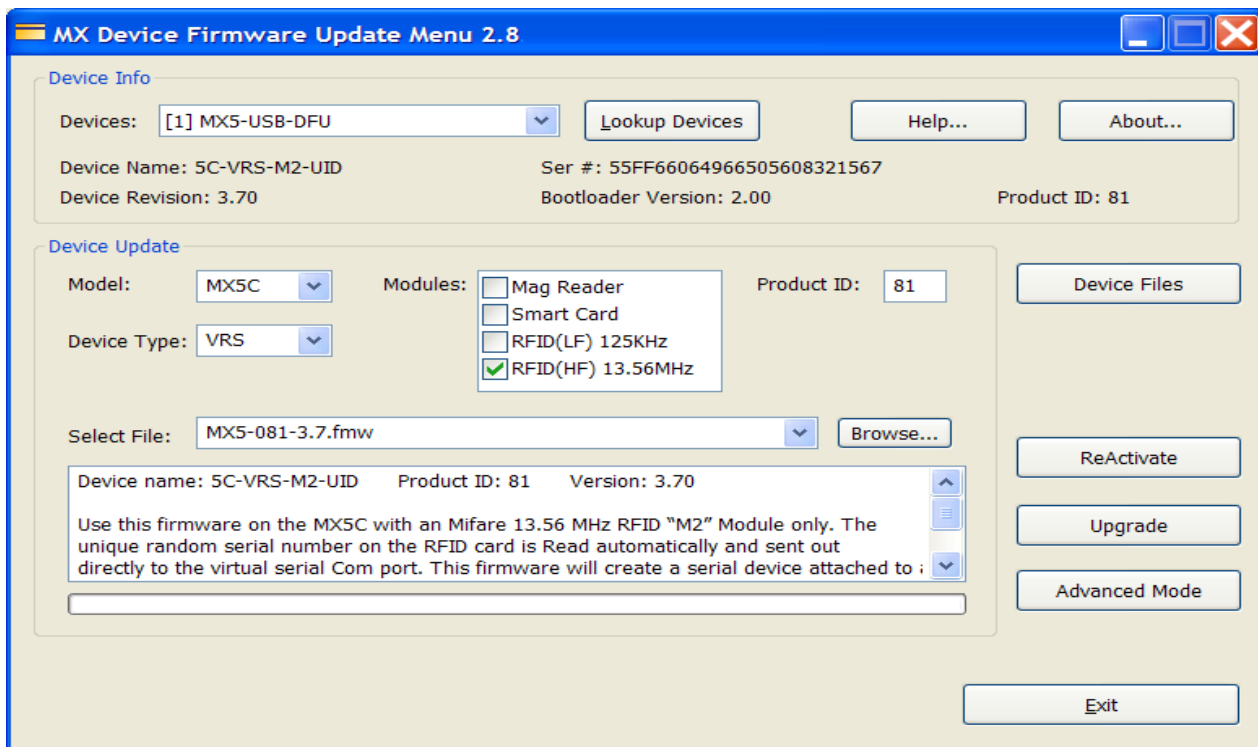 MX Device Firmware Update Menu 2.8
Device Info
Devices: [1] MX5-USB-DFU Lookup Devices Help... About...
Device Name: 5C-VRS-M2-UID Ser #: 55FF66064966505608321567
Device Revision: 3.70 Bootloader Version: 2.00 Product ID: 81
Device Update
Model: MX5C Modules: Mag Reader Product ID: 81 Device Files
Smart Card
Device Type: VRS RFID(LF) 125KHz
RFID(HF) 13.56MHz
Select File: MX5-081-3.7.fmw Browse...
ReActivate
Device name: 5C-VRS-M2-UID Product ID: 81 Version: 3.70
Use this firmware on the MX5C with an Mifare 13.56 MHz RFID “M2” Module only. The
unique random serial number on the RFID card is Read automatically and sent out
directly to the virtual serial Com port. This firmware will create a serial device attached to
Upgrade
Advanced Mode
Exit